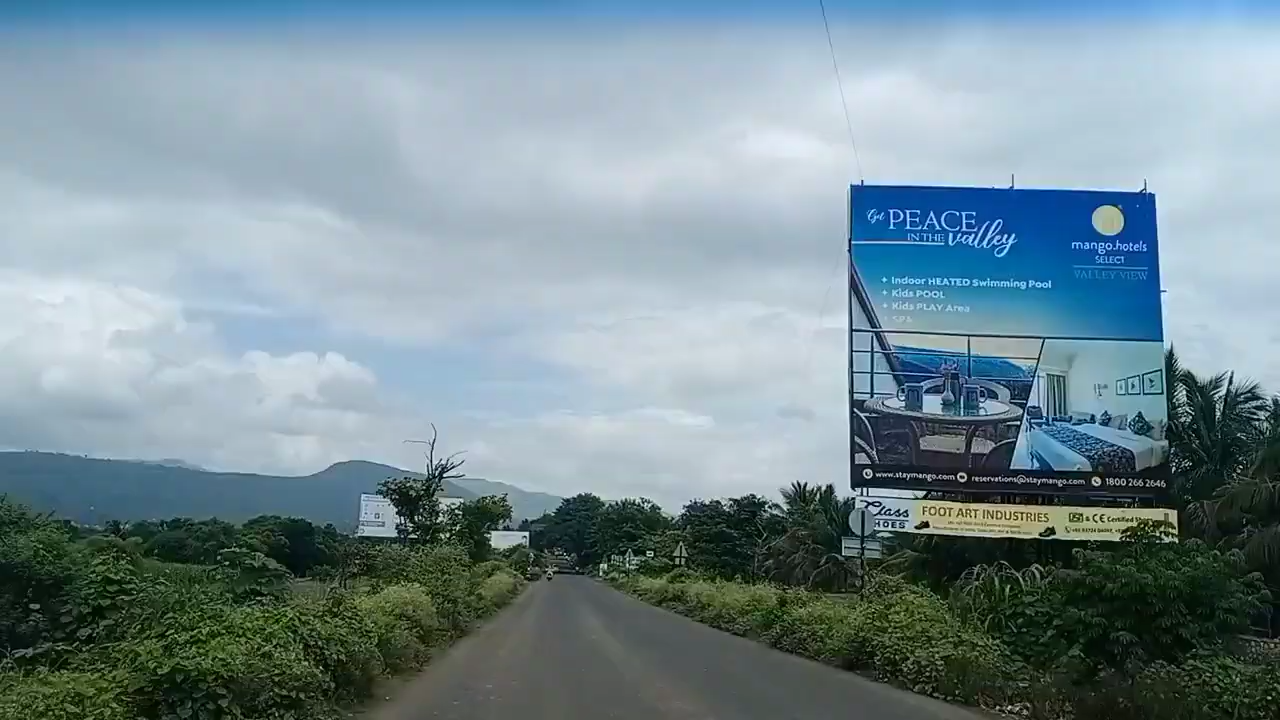 Get PEACE
IN THE valley
mango.hotels
SELECT
VALLEY VIEW
+ Indoor HEATED Swimming Pool
+ Kids POOL
+ Kids PLAY Area
+ SPA
www.staymango.com reservations@staymango.com 1800 266 2646
Class
SHOES
FOOT ART INDUSTRIES
& CE Certified